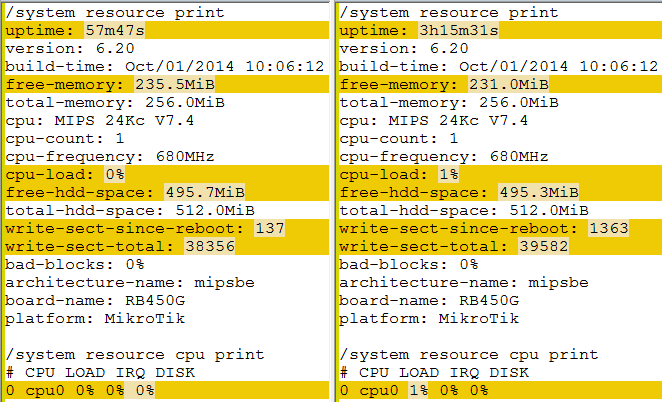 /system resource print
uptime: 57m47s
version: 6.20
build-time: Oct/01/2014 10:06:12
free-memory: 235.5MiB
total-memory: 256.0MiB
cpu: MIPS 24Kc V7.4
cpu-count: 1
cpu-frequency: 680MHz
cpu-load: 0%
free-hdd-space: 495.7MiB
total-hdd-space: 512.0MiB
write-sect-since-reboot: 137
write-sect-total: 38356
bad-blocks: 0%
architecture-name: mipsbe
board-name: RB450G
platform: MikroTik
/system resource cpu print
# CPU LOAD IRQ DISK
0 cpu0 0% 0% 0%
/system resource print
uptime: 3h15m31s
version: 6.20
build-time: Oct/01/2014 10:06:12
free-memory: 231.0MiB
total-memory: 256.0MiB
cpu: MIPS 24Kc V7.4
cpu-count: 1
cpu-frequency: 680MHz
cpu-load: 1%
free-hdd-space: 495.3MiB
total-hdd-space: 512.0MiB
write-sect-since-reboot: 1363
write-sect-total: 39582
bad-blocks: 0%
architecture-name: mipsbe
board-name: RB450G
platform: MikroTik
/system resource cpu print
# CPU LOAD IRQ DISK
0 cpu0 1% 0% 0%